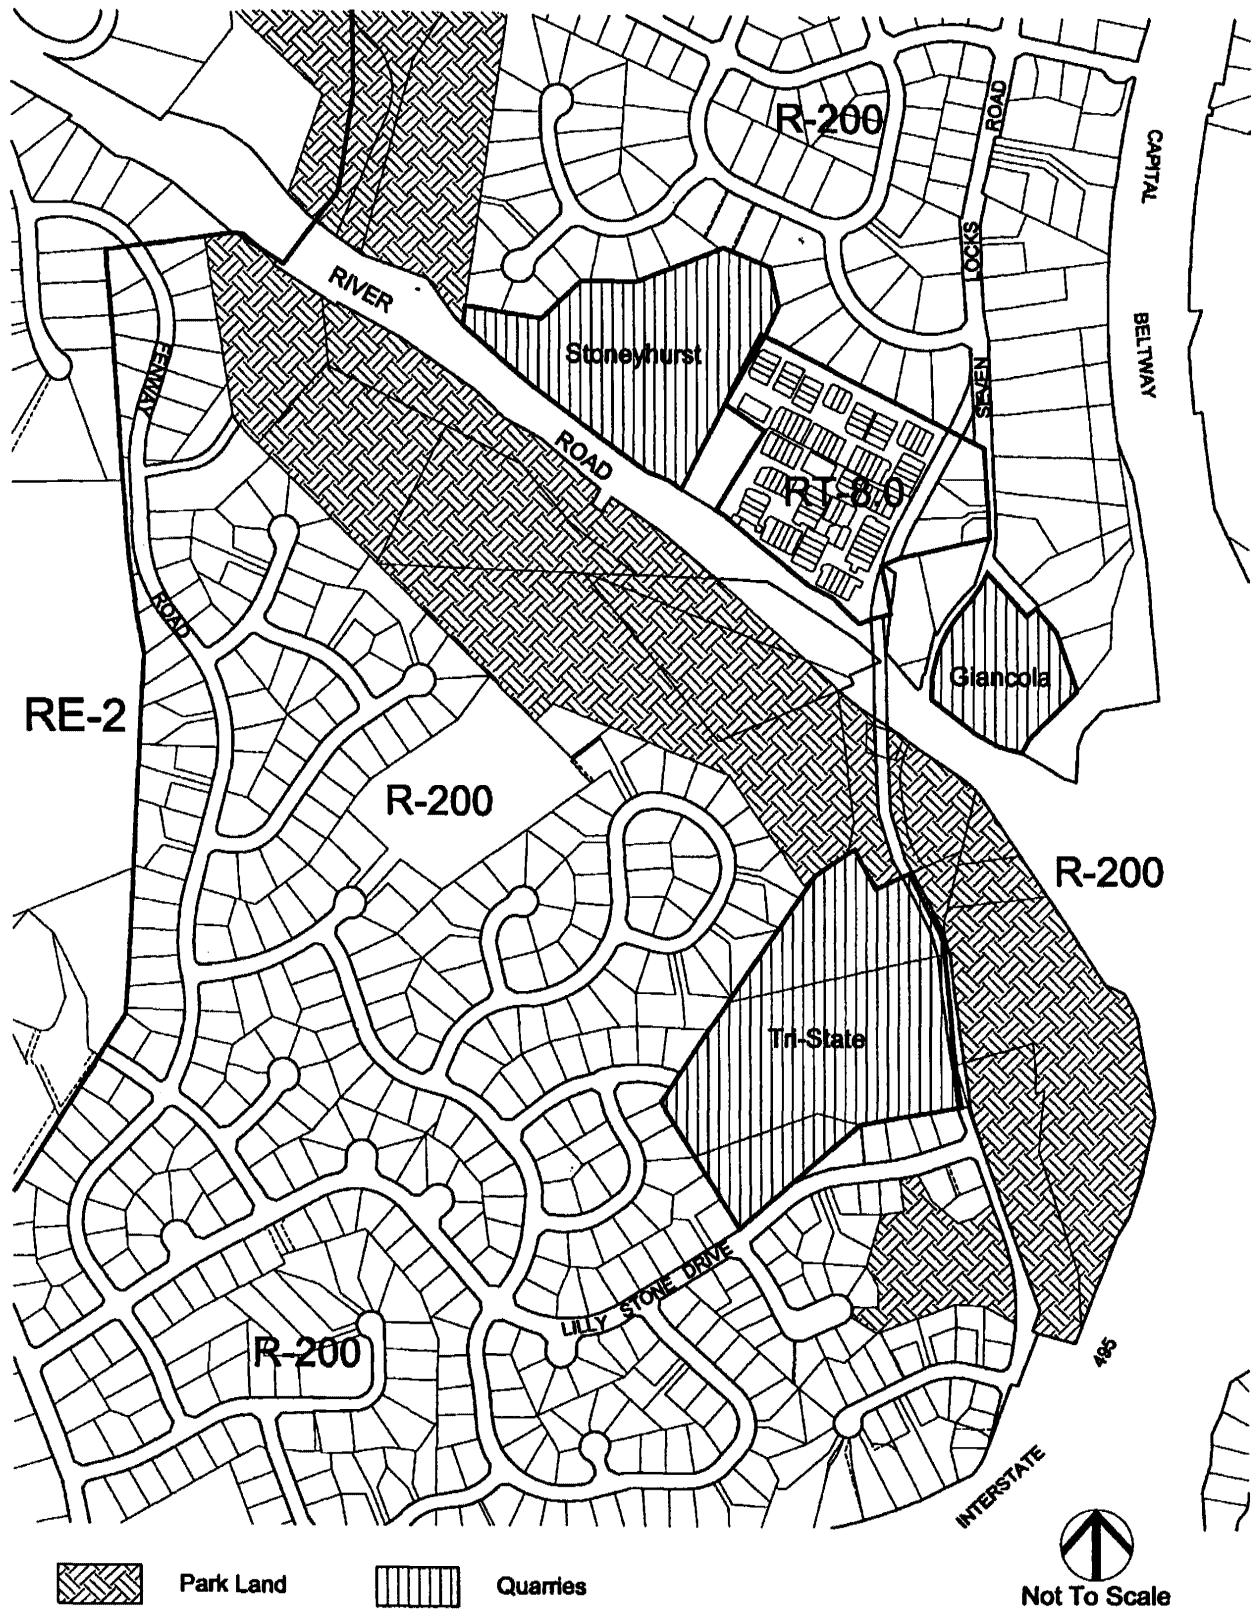 R-200
ROAD
CAPITAL
LOCKS
RIVER
BELTWAY
Stoneyhurst
FENWAY
SEVEN
ROAD
RT-8.0
ROAD
Giancola
RE-2
R-200
R-200
Tri-State
LILLY STONE DRIVE
R-200
495
INTERSTATE
Park Land
Quarries
Not To Scale